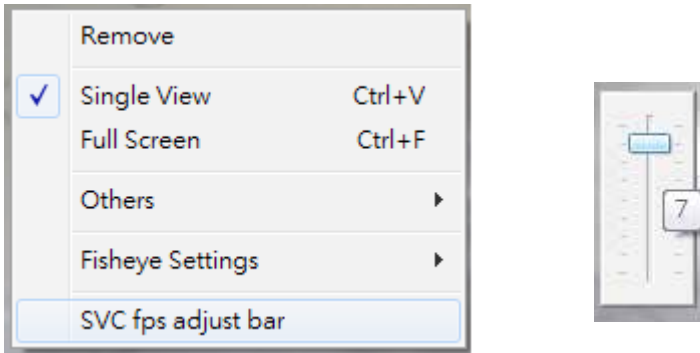 Remove
Single View Ctrl+V
Full Screen Ctrl+F
Others
Fisheye Settings
SVC fps adjust bar
7